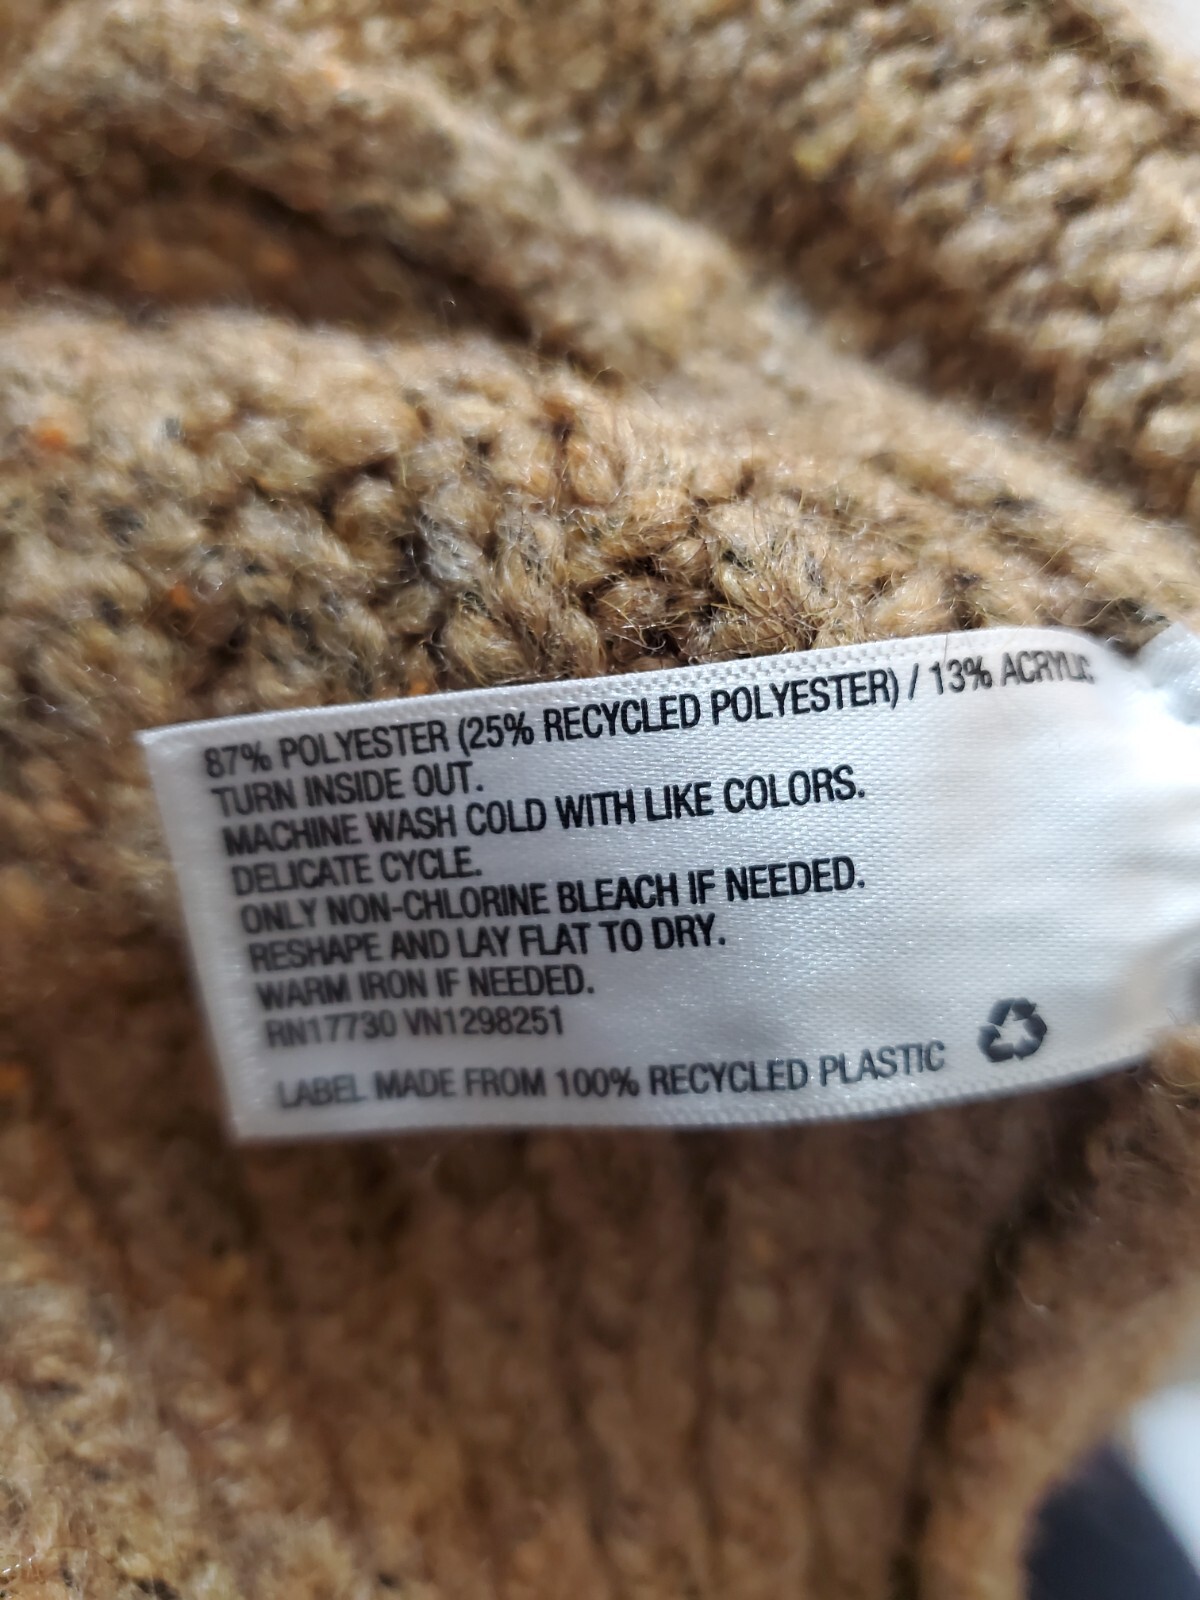 87% POLYESTER (25% RECYCLED POLYESTER) / 13% ACRYLIC
TURN INSIDE OUT.
MACHINE WASH COLD WITH LIKE COLORS.
DELICATE CYCLE.
ONLY NON-CHLORINE BLEACH IF NEEDED.
RESHAPE AND LAY FLAT TO DRY.
WARM IRON IF NEEDED.
RN17730 VN1298251
LABEL MADE FROM 100% RECYCLED PLASTIC